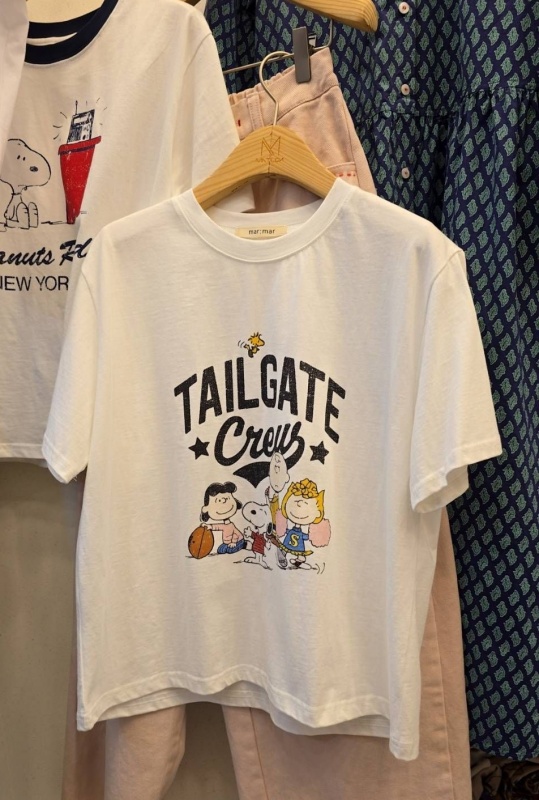 mar;mar
TAILGATE
Crew
S
anuts
NEW YOR